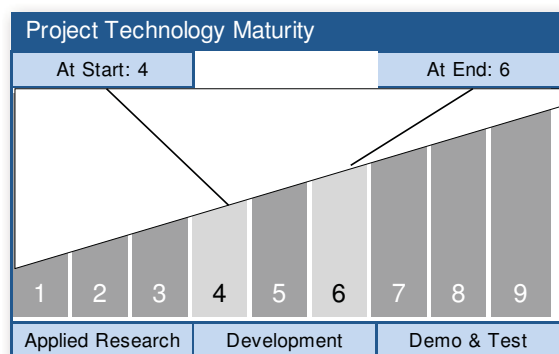 Project Technology Maturity
At Start: 4 At End: 6
1 2 3 4 5 6 7 8 9
Applied Research Development Demo & Test